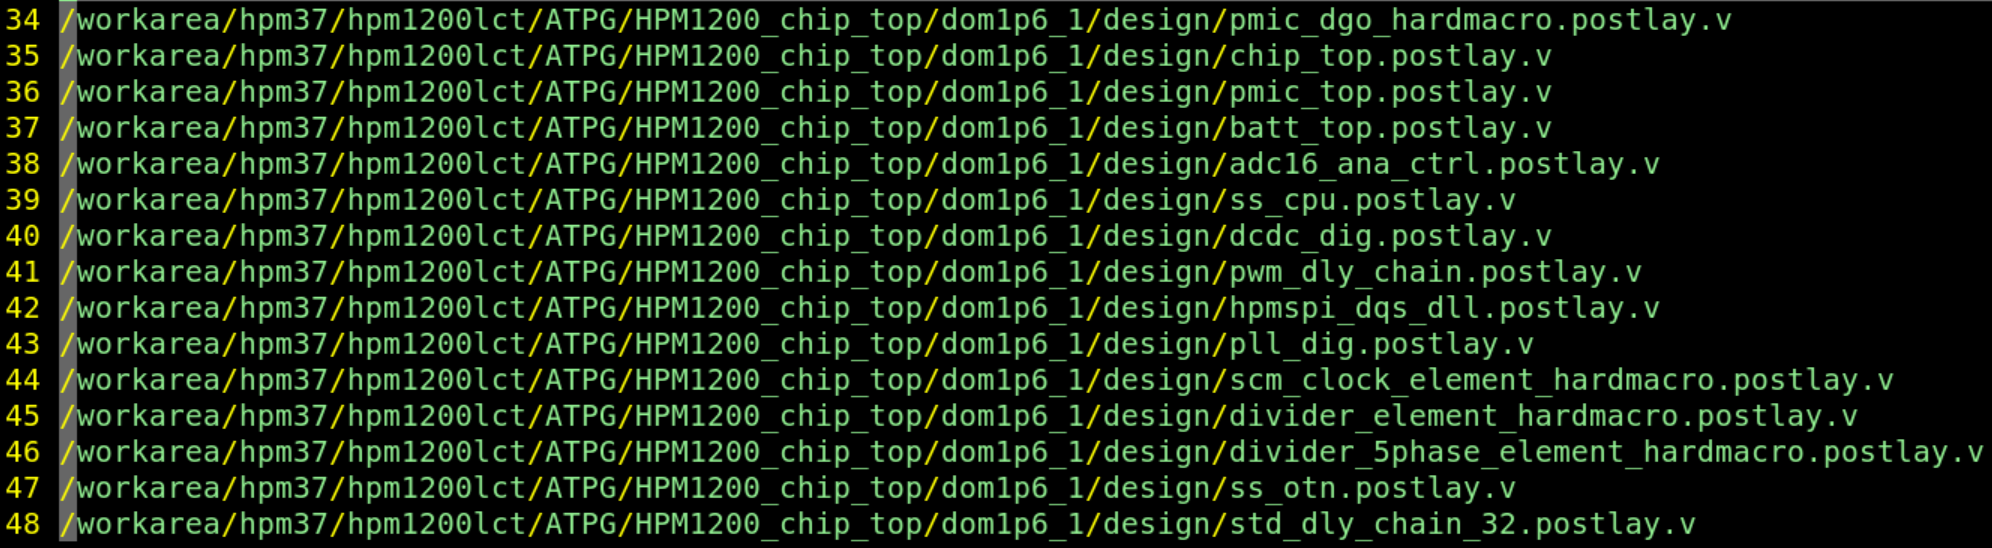 34 /workarea/hpm37/hpm1200lct/ATPG/HPM1200_chip_top/dom1p6_1/design/pmic_dgo_hardmacro.postlay.v
35 /workarea/hpm37/hpm1200lct/ATPG/HPM1200_chip_top/dom1p6_1/design/chip_top.postlay.v
36 /workarea/hpm37/hpm1200lct/ATPG/HPM1200_chip_top/dom1p6_1/design/pmic_top.postlay.v
37 /workarea/hpm37/hpm1200lct/ATPG/HPM1200_chip_top/dom1p6_1/design/batt_top.postlay.v
38 /workarea/hpm37/hpm1200lct/ATPG/HPM1200_chip_top/dom1p6_1/design/adc16_ana_ctrl.postlay.v
39 /workarea/hpm37/hpm1200lct/ATPG/HPM1200_chip_top/dom1p6_1/design/ss_cpu.postlay.v
40 /workarea/hpm37/hpm1200lct/ATPG/HPM1200_chip_top/dom1p6_1/design/dcdc_dig.postlay.v
41 /workarea/hpm37/hpm1200lct/ATPG/HPM1200_chip_top/dom1p6_1/design/pwm_dly_chain.postlay.v
42 /workarea/hpm37/hpm1200lct/ATPG/HPM1200_chip_top/dom1p6_1/design/hpmspi_dqs_dll.postlay.v
43 /workarea/hpm37/hpm1200lct/ATPG/HPM1200_chip_top/dom1p6_1/design/pll_dig.postlay.v
44 /workarea/hpm37/hpm1200lct/ATPG/HPM1200_chip_top/dom1p6_1/design/scm_clock_element_hardmacro.postlay.v
45 /workarea/hpm37/hpm1200lct/ATPG/HPM1200_chip_top/dom1p6_1/design/divider_element_hardmacro.postlay.v
46 /workarea/hpm37/hpm1200lct/ATPG/HPM1200_chip_top/dom1p6_1/design/divider_5phase_element_hardmacro.postlay.v
47 /workarea/hpm37/hpm1200lct/ATPG/HPM1200_chip_top/dom1p6_1/design/ss_otn.postlay.v
48 /workarea/hpm37/hpm1200lct/ATPG/HPM1200_chip_top/dom1p6_1/design/std_dly_chain_32.postlay.v